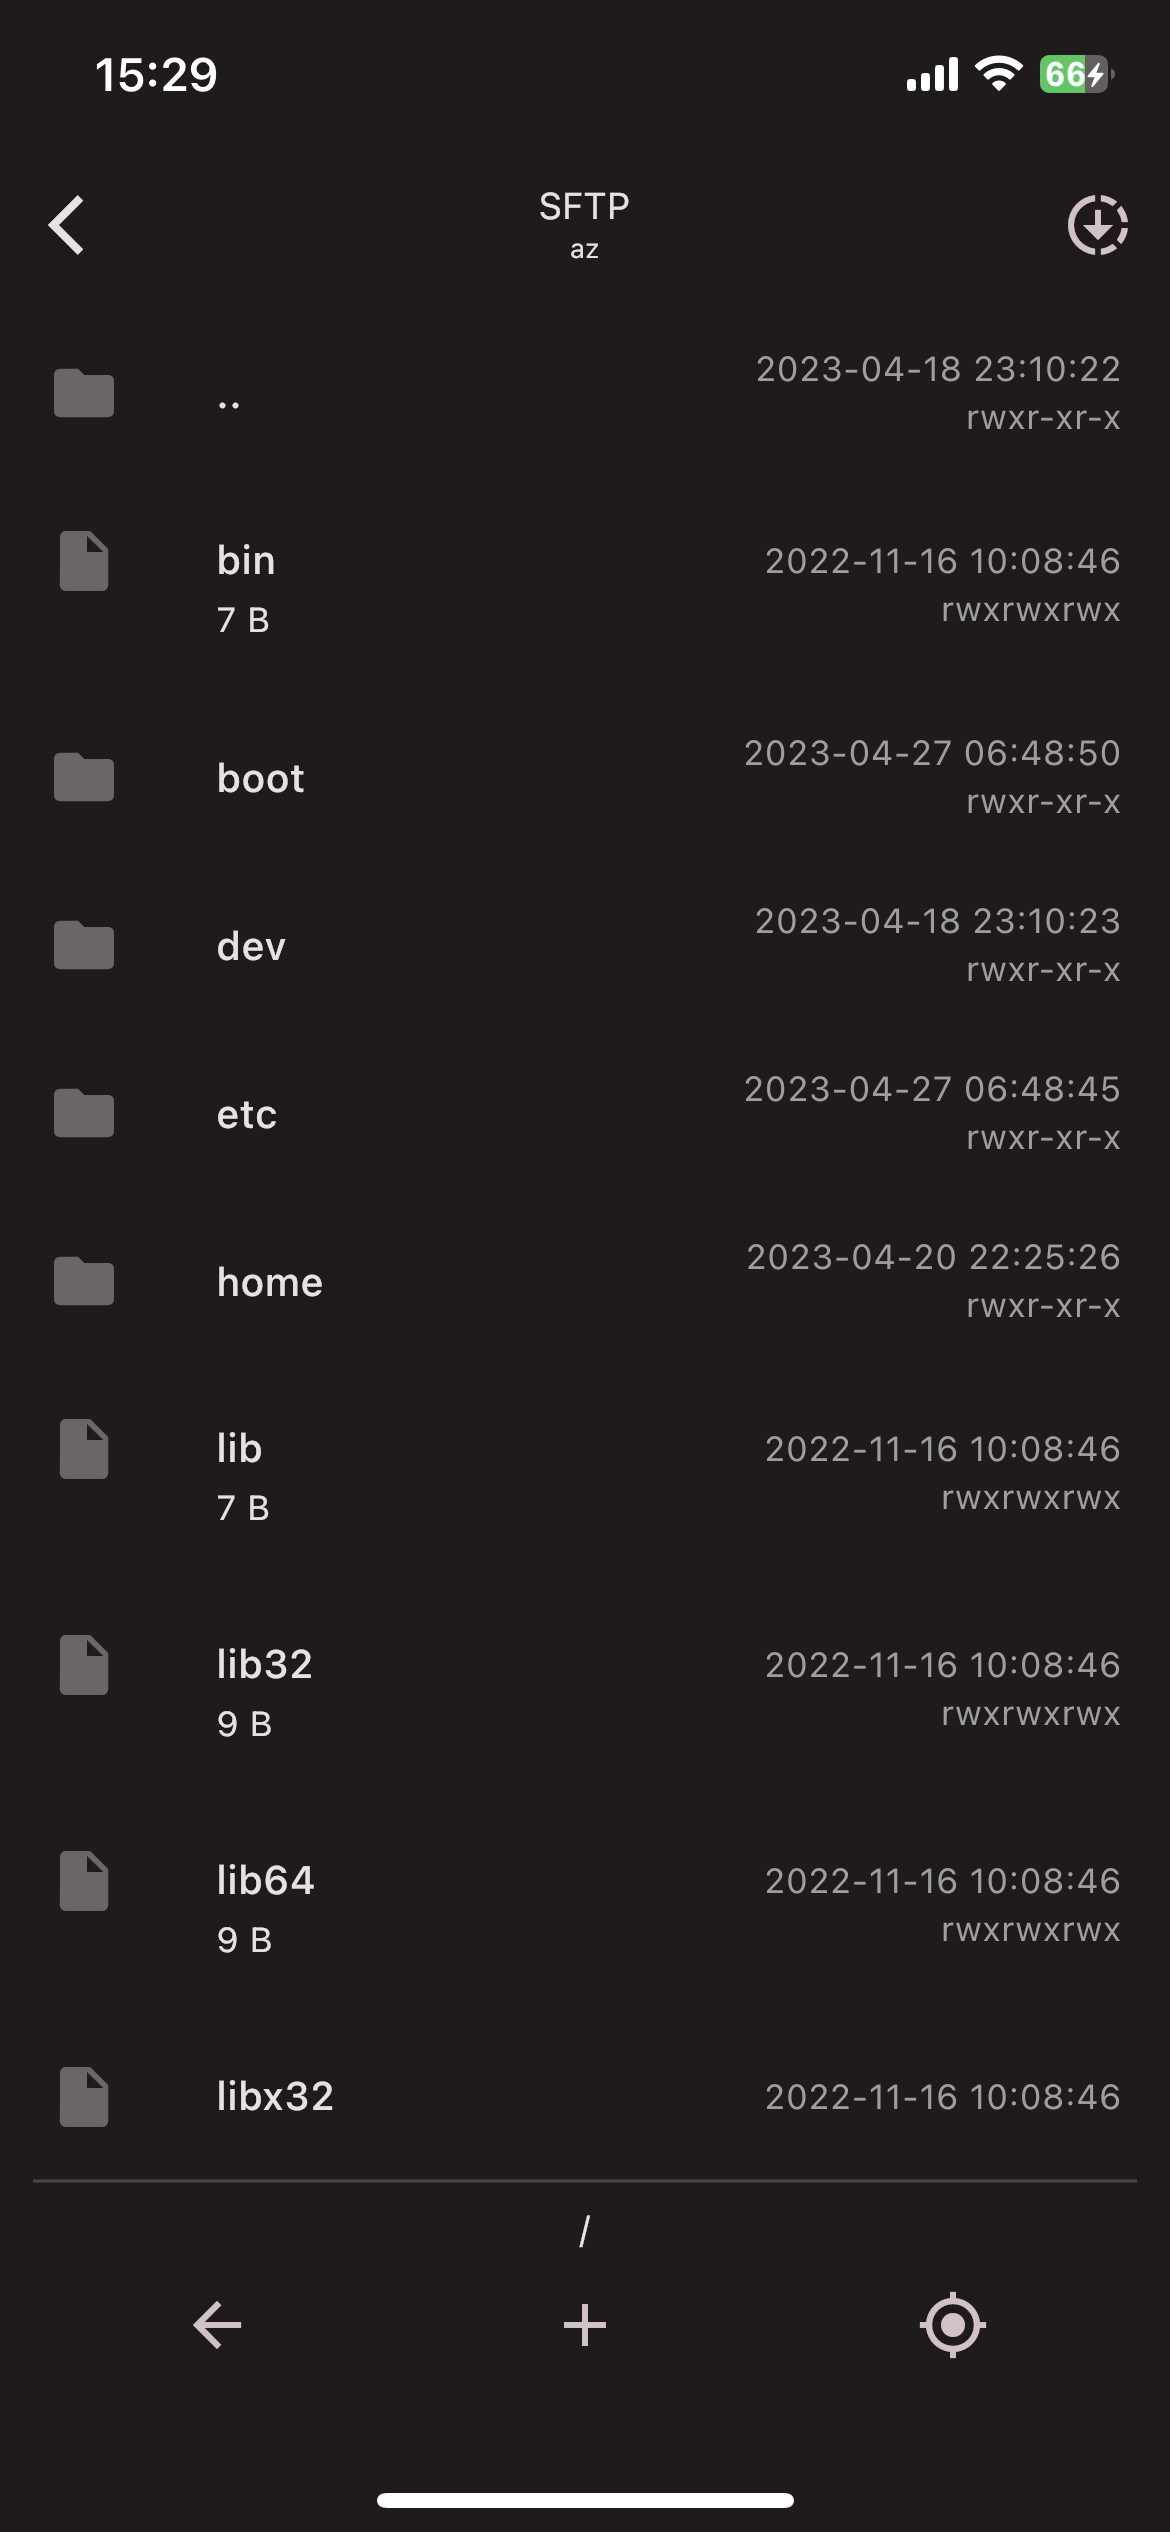 15:29
66
SFTP
az
..
2023-04-18 23:10:22
rwxr-xr-x
bin
2022-11-16 10:08:46
7 B
rwxrwxrwx
boot
2023-04-27 06:48:50
rwxr-xr-x
dev
2023-04-18 23:10:23
rwxr-xr-x
etc
2023-04-27 06:48:45
rwxr-xr-x
home
2023-04-20 22:25:26
rwxr-xr-x
lib
2022-11-16 10:08:46
7 B
rwxrwxrwx
lib32
2022-11-16 10:08:46
9 B
rwxrwxrwx
lib64
2022-11-16 10:08:46
9 B
rwxrwxrwx
libx32
2022-11-16 10:08:46
/